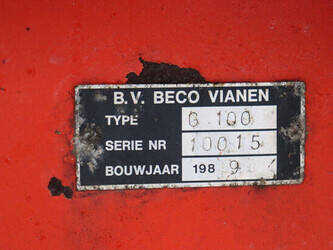 B.V. BECO VIANEN
TYPE G 100
SERIE NR 10015
BOUWJAAR 198 9